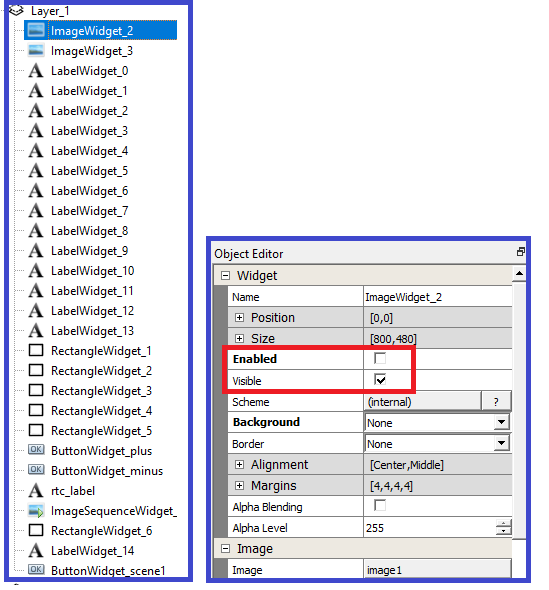 Layer_1
ImageWidget_2
ImageWidget_3
LabelWidget_0
LabelWidget_1
LabelWidget_2
LabelWidget_3
LabelWidget_4
LabelWidget_5
LabelWidget_6
LabelWidget_7
LabelWidget_8
LabelWidget_9
LabelWidget_10
LabelWidget_11
LabelWidget_12
LabelWidget_13
RectangleWidget_1
RectangleWidget_2
RectangleWidget_3
RectangleWidget_4
RectangleWidget_5
OK ButtonWidget_plus
OK ButtonWidget_minus
rtc_label
ImageSequenceWidget_
RectangleWidget_6
LabelWidget_14
OK ButtonWidget_scene1
Object Editor
Widget
Name ImageWidget_2
Position [0,0]
Size [800,480]
Enabled
Visible
Scheme (internal) ?
Background None
Border None
Alignment [Center,Middle]
Margins [4,4,4,4]
Alpha Blending
Alpha Level 255
Image
Image image1